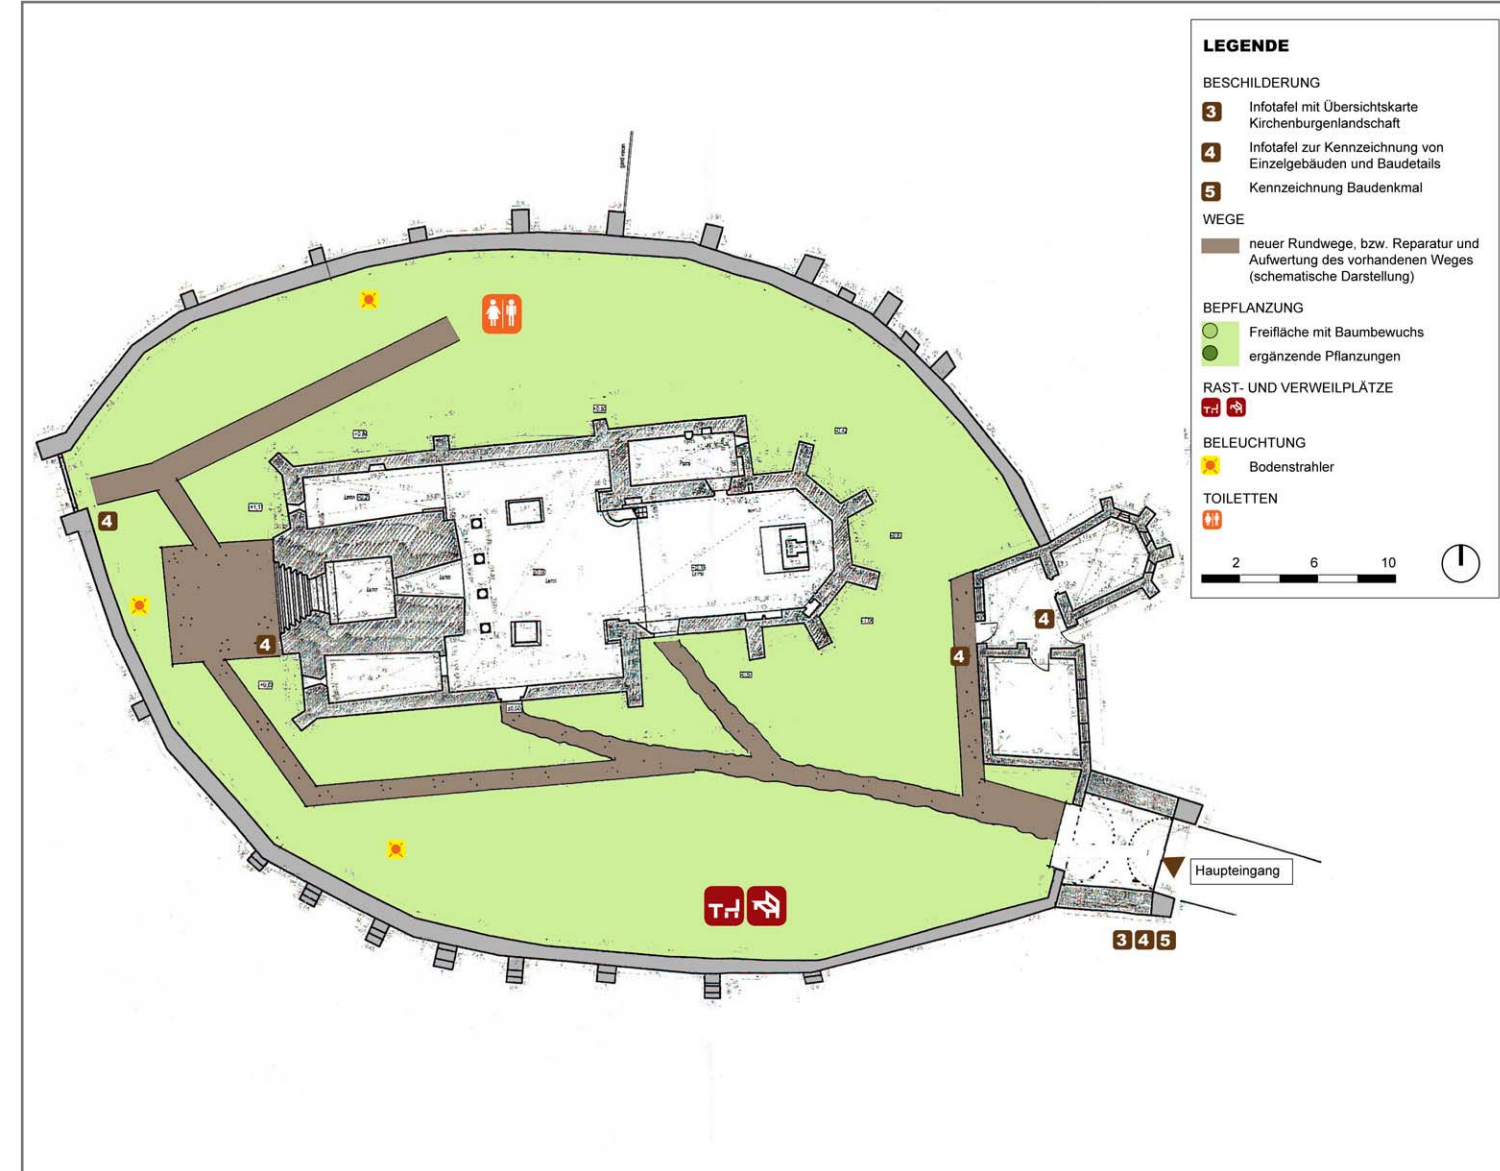 LEGENDE
BESCHILDERUNG
3 Infotafel mit Übersichtskarte
Kirchenburgenlandschaft
4 Infotafel zur Kennzeichnung von
Einzelgebäuden und Baudetails
5 Kennzeichnung Baudenkmal
WEGE
neuer Rundwege, bzw. Reparatur und
Aufwertung des vorhandenen Weges
(schematische Darstellung)
BEPFLANZUNG
Freifläche mit Baumbewuchs
ergänzende Pflanzungen
RAST- UND VERWEILPLÄTZE
BELEUCHTUNG
Bodenstrahler
TOILETTEN
2 6 10
4
4
4
4
Haupteingang
3 4 5